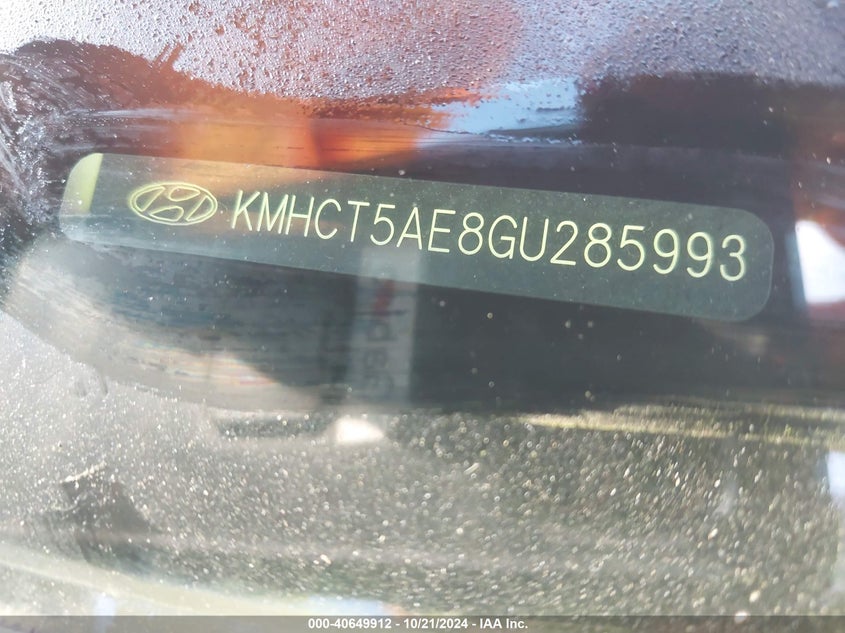 KMHCT5AE8GU285993
000-40649912 - 10/21/2024 - IAA Inc.